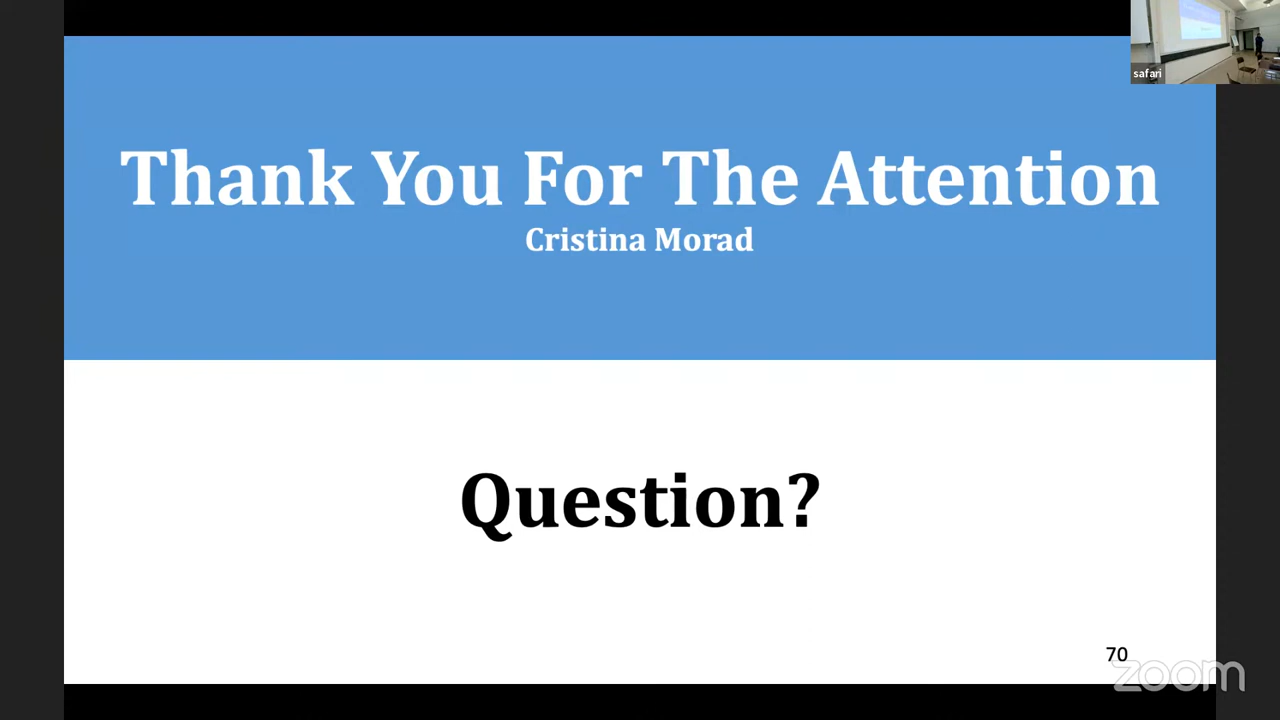 safari
Thank You For The Attention
Cristina Morad
Question?
70
zoom